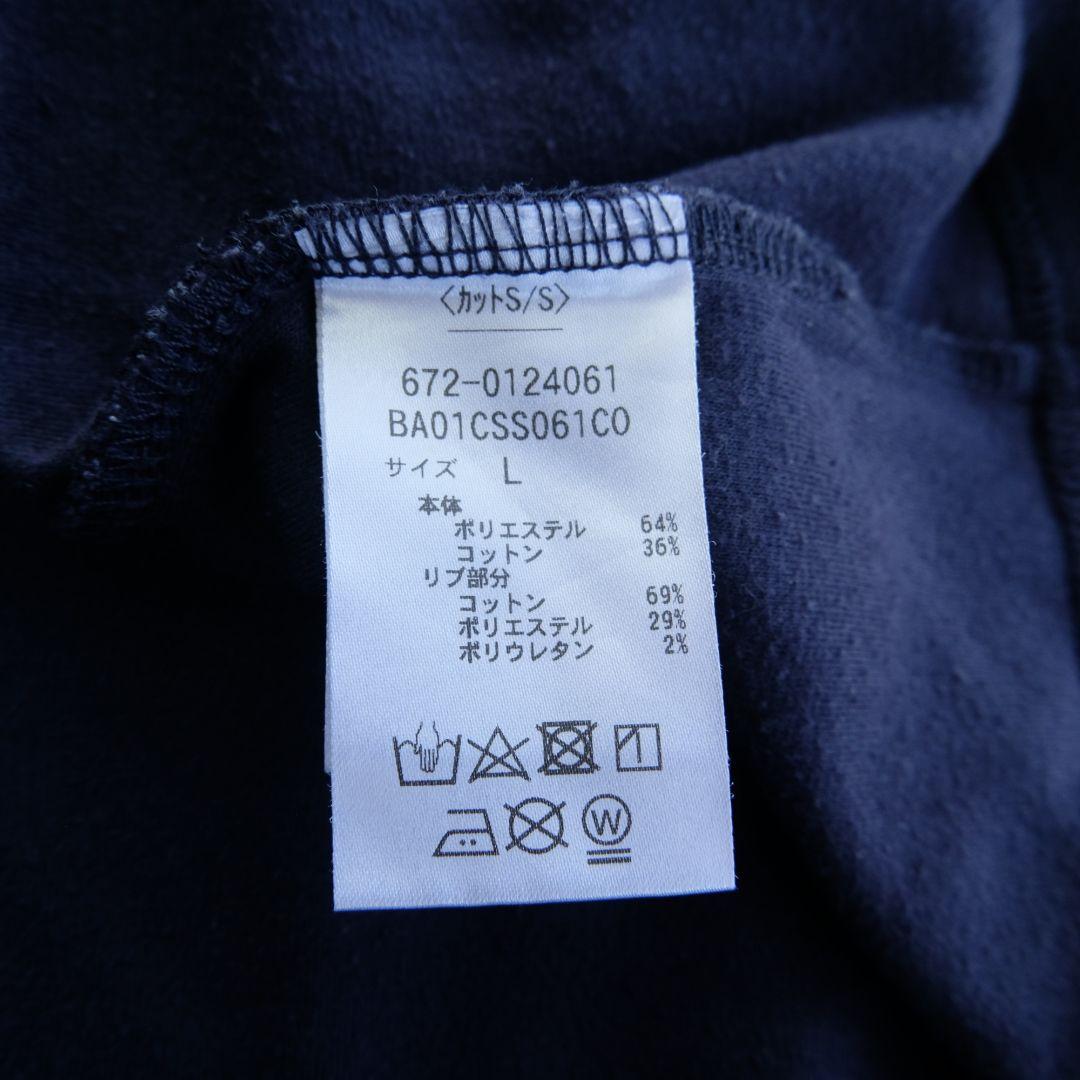 〈カットS/S〉
672-0124061
BA01CSS061CO
サイズ L
本体
ポリエステル 64%
コットン 36%
リブ部分
コットン 69%
ポリエステル 29%
ポリウレタン 2%
W